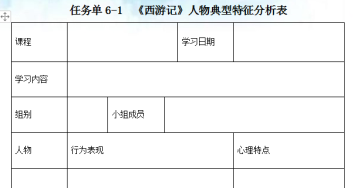 任务单 6-1 《西游记》人物典型特征分析表
课程 学习日期
学习内容
组别 小组成员
人物 行为表现 心理特点